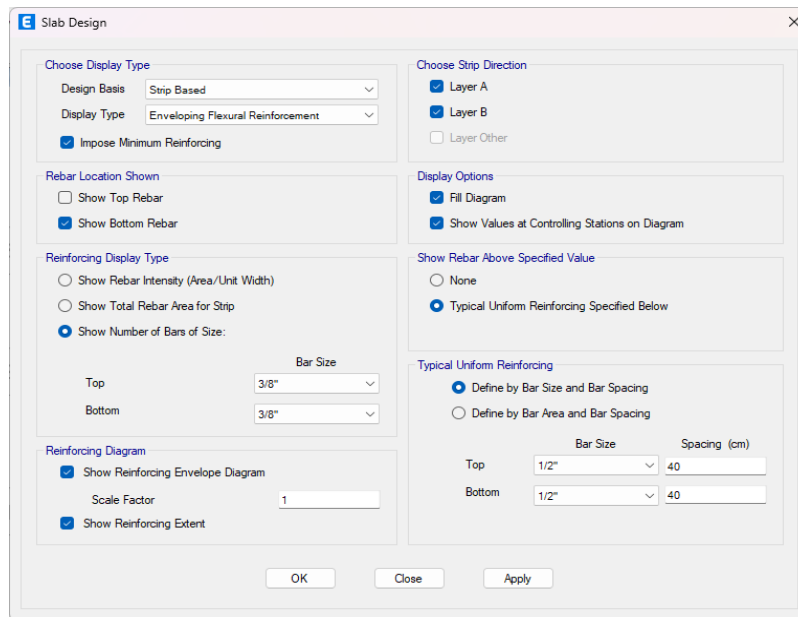 E Slab Design
Choose Display Type
Design Basis Strip Based
Display Type Enveloping Flexural Reinforcement
Impose Minimum Reinforcing
Rebar Location Shown
Show Top Rebar
Show Bottom Rebar
Reinforcing Display Type
Show Rebar Intensity (Area/Unit Width)
Show Total Rebar Area for Strip
Show Number of Bars of Size:
Bar Size
Top 3/8"
Bottom 3/8"
Reinforcing Diagram
Show Reinforcing Envelope Diagram
Scale Factor 1
Show Reinforcing Extent
Choose Strip Direction
Layer A
Layer B
Layer Other
Display Options
Fill Diagram
Show Values at Controlling Stations on Diagram
Show Rebar Above Specified Value
None
Typical Uniform Reinforcing Specified Below
Typical Uniform Reinforcing
Define by Bar Size and Bar Spacing
Define by Bar Area and Bar Spacing
Bar Size Spacing (cm)
Top 1/2" 40
Bottom 1/2" 40
OK Close Apply